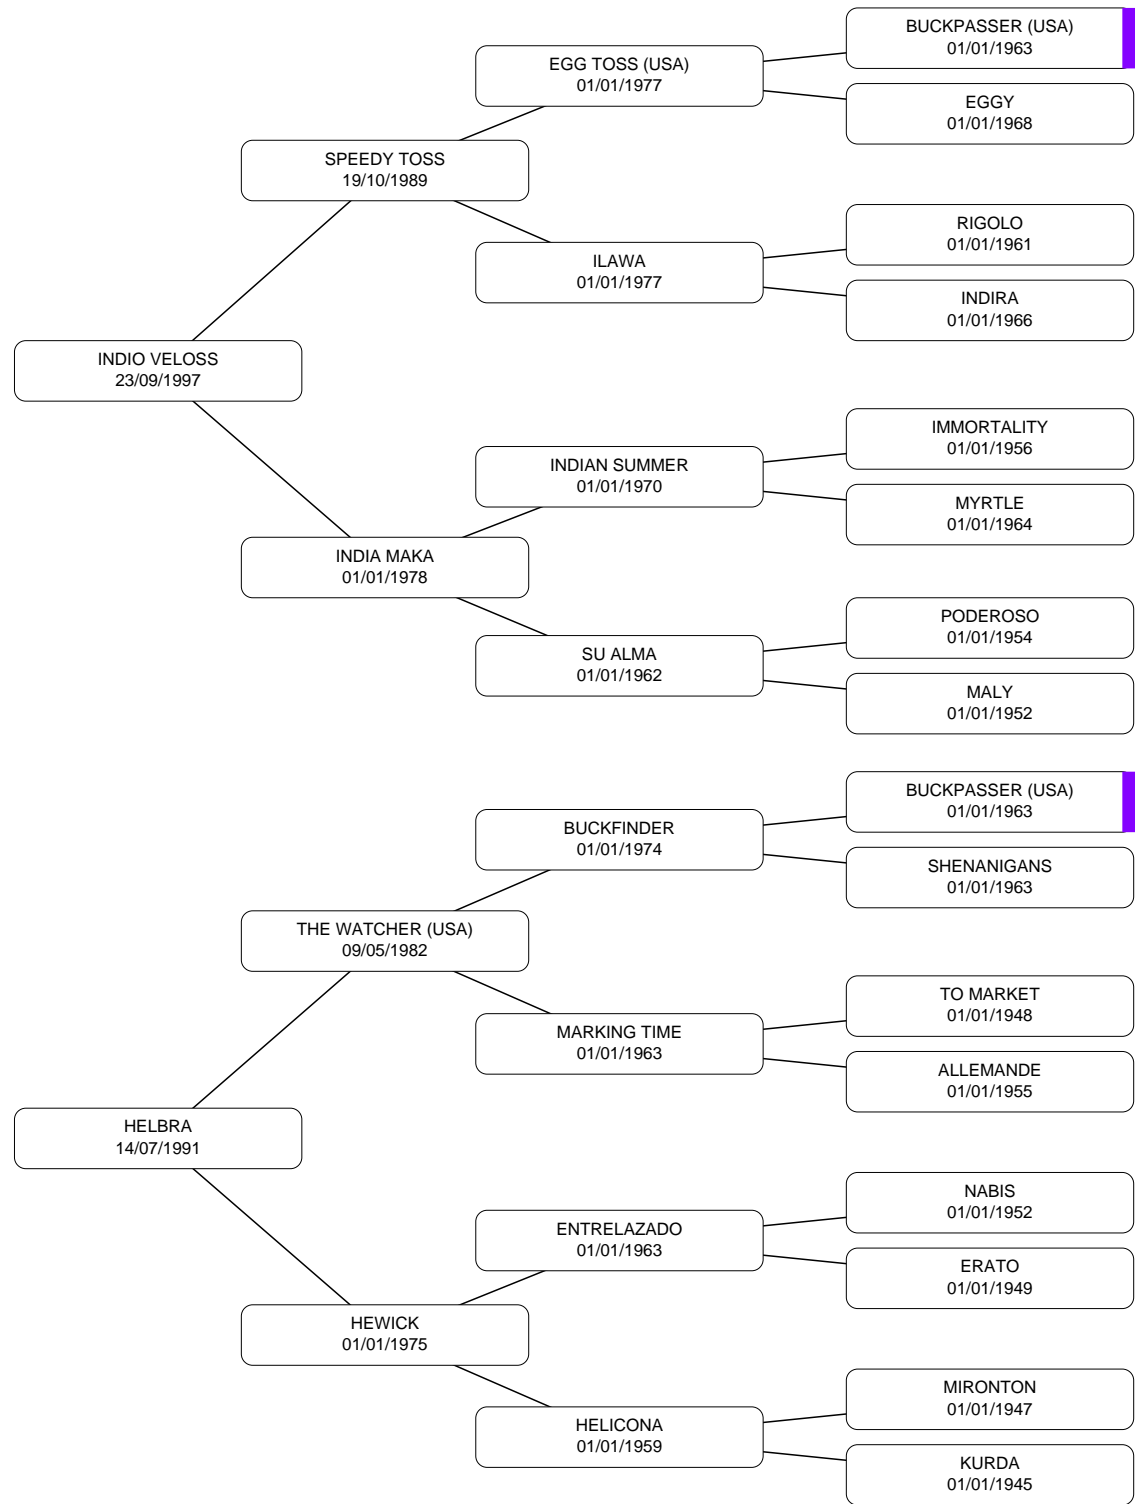 BUCKPASSER (USA)
01/01/1963
EGG TOSS (USA)
01/01/1977
EGGY
01/01/1968
SPEEDY TOSS
19/10/1989
RIGOLO
01/01/1961
ILAWA
01/01/1977
INDIRA
01/01/1966
INDIO VELOSS
23/09/1997
IMMORTALITY
01/01/1956
INDIAN SUMMER
01/01/1970
MYRTLE
01/01/1964
INDIA MAKA
01/01/1978
PODEROSO
01/01/1954
SU ALMA
01/01/1962
MALY
01/01/1952
BUCKPASSER (USA)
01/01/1963
BUCKFINDER
01/01/1974
SHENANIGANS
01/01/1963
THE WATCHER (USA)
09/05/1982
TO MARKET
01/01/1948
MARKING TIME
01/01/1963
ALLEMANDE
01/01/1955
HELBRA
14/07/1991
NABIS
01/01/1952
ENTRELAZADO
01/01/1963
ERATO
01/01/1949
HEWICK
01/01/1975
MIRONTON
01/01/1947
HELICONA
01/01/1959
KURDA
01/01/1945